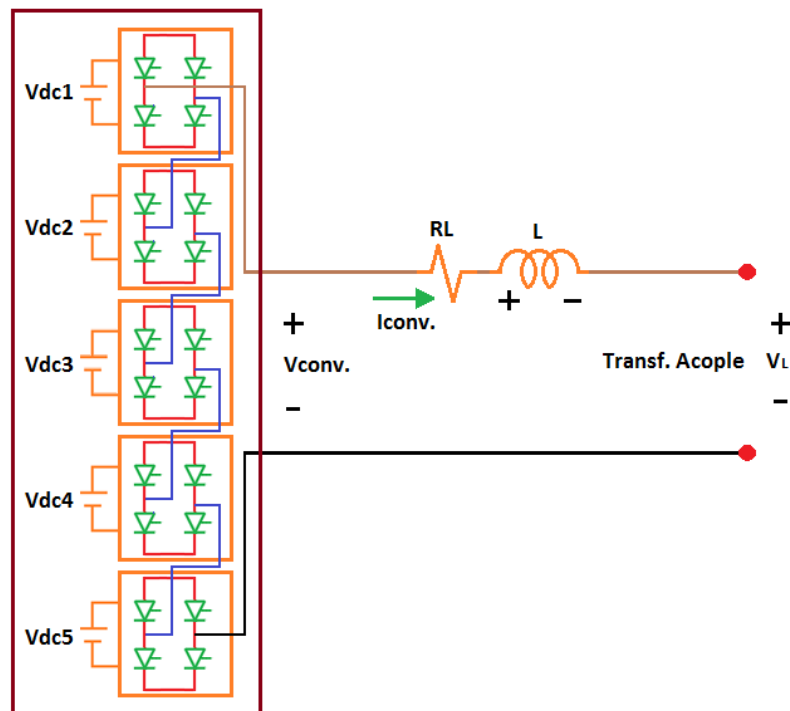 Vdc1
Vdc2
Vdc3
Vdc4
Vdc5
RL
L
Iconv.
+
−
+
Vconv.
−
Transf. Acople
+
VL
−